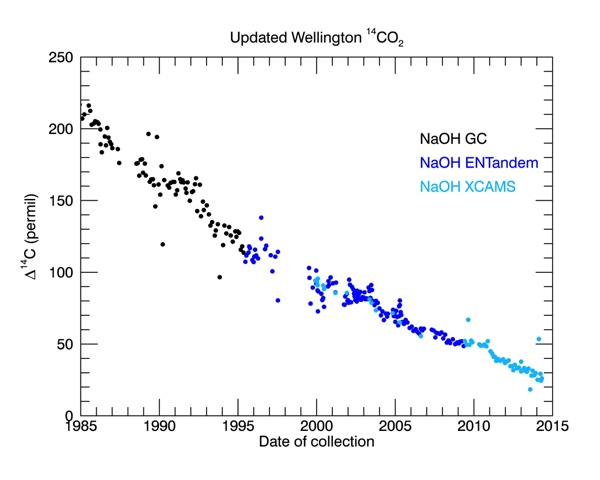 Updated Wellington ¹⁴CO₂
250
200
150
100
50
0
Δ¹⁴C (permil)
NaOH GC
NaOH ENTandem
NaOH XCAMS
1985 1990 1995 2000 2005 2010 2015
Date of collection